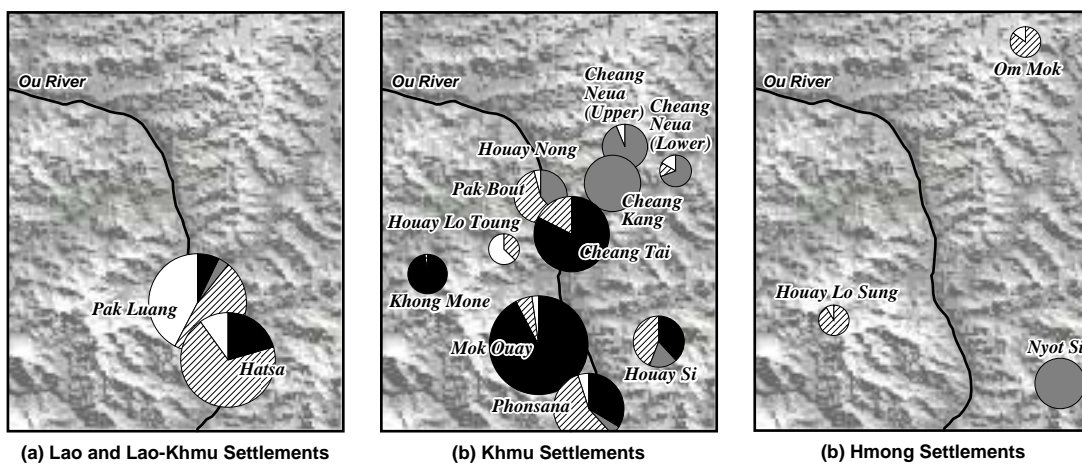 Ou River
Pak Luang
Hatsa
(a) Lao and Lao-Khmu Settlements
Ou River
Cheang
Neua
(Upper)
Cheang
Neua
(Lower)
Houay Nong
Pak Bout
Cheang
Kang
Houay Lo Toung
Cheang Tai
Khong Mone
Mok Ouay
Houay Si
Phonsana
(b) Khmu Settlements
Om Mok
Ou River
Houay Lo Sung
Nyot Si
(b) Hmong Settlements